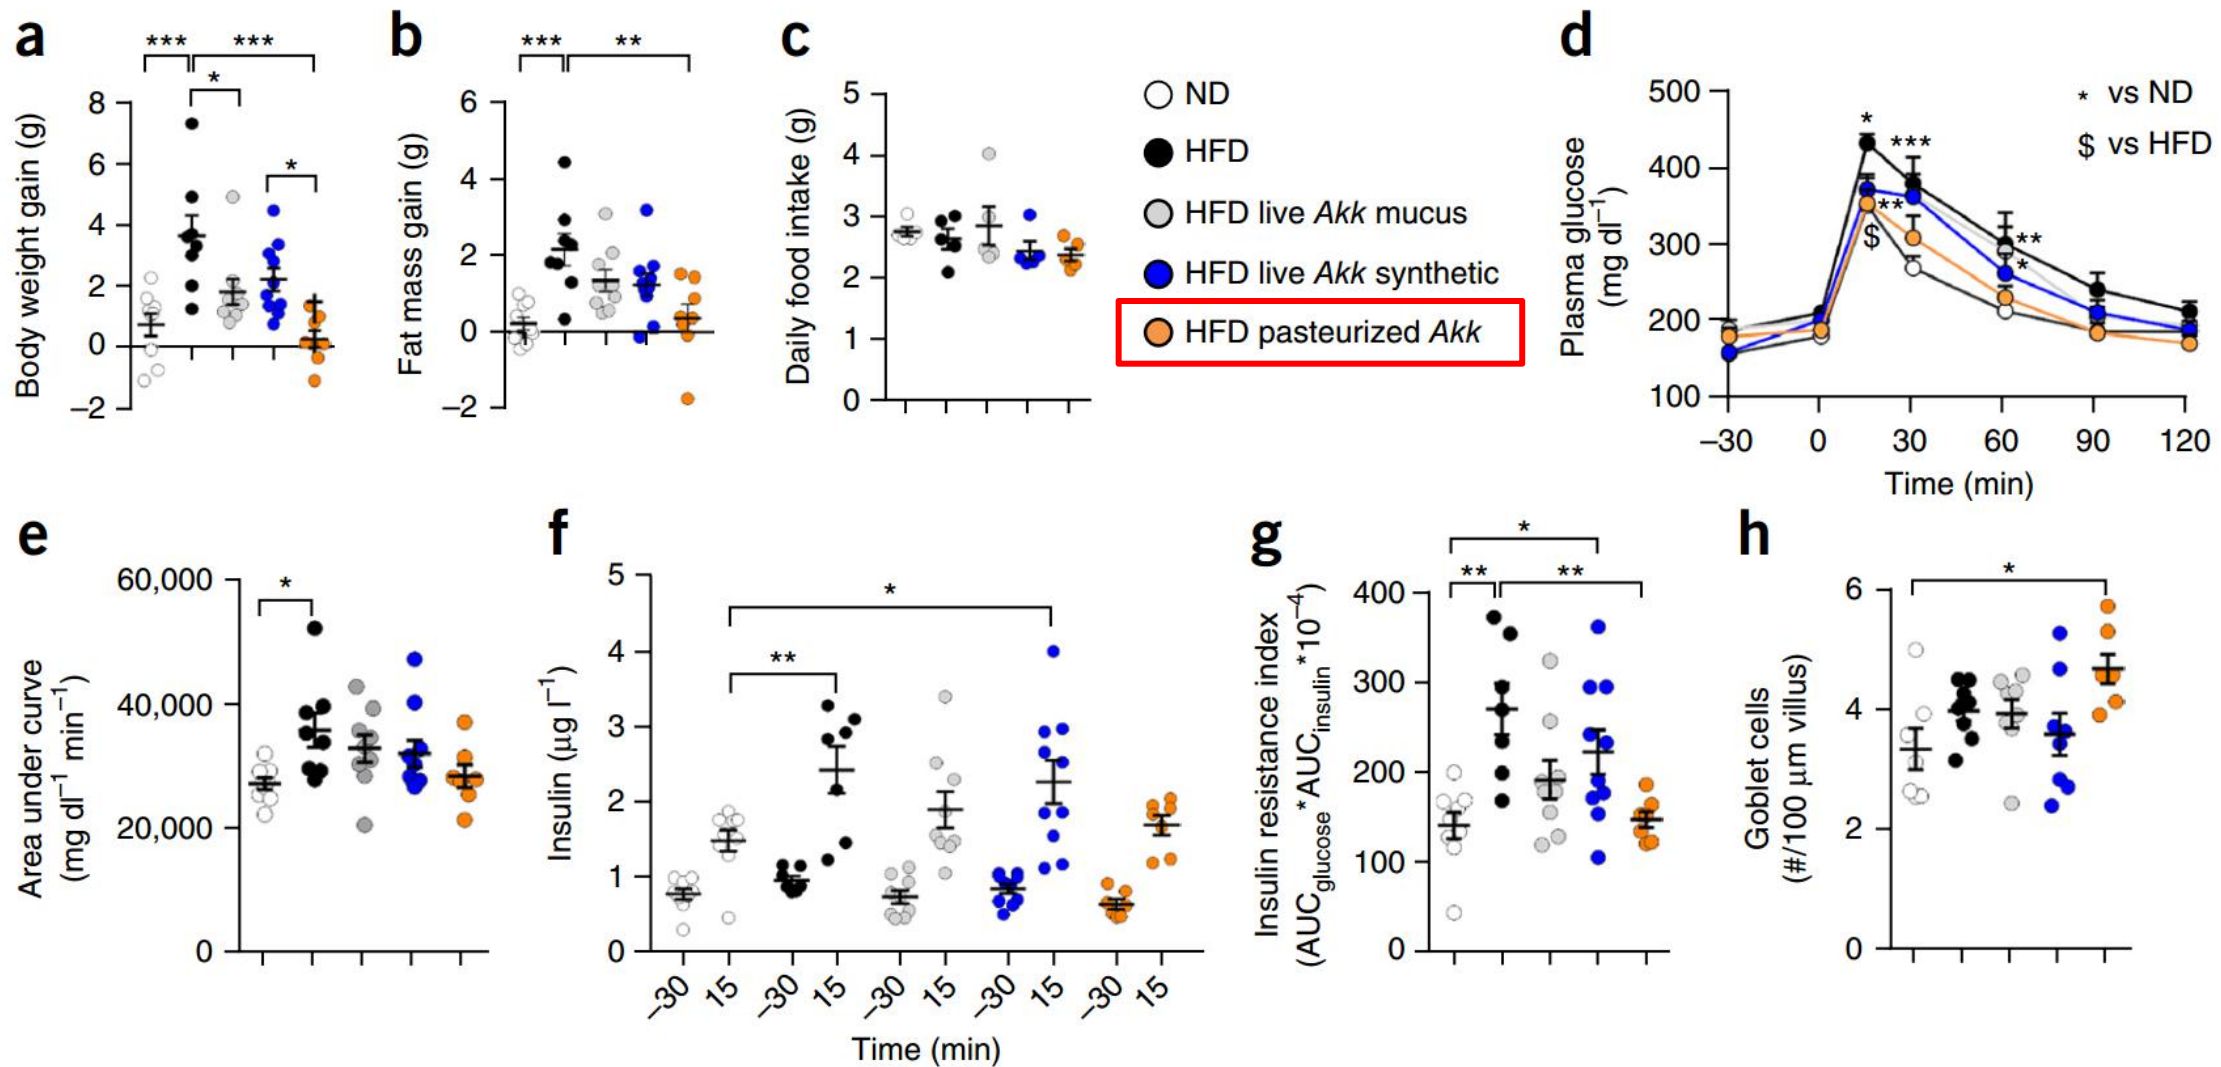 a
*** ***
*
*
Body weight gain (g)
8
6
4
2
0
–2
b
*** **
Fat mass gain (g)
6
4
2
0
–2
c
Daily food intake (g)
5
4
3
2
1
0
ND
HFD
HFD live Akk mucus
HFD live Akk synthetic
HFD pasteurized Akk
d
* vs ND
$ vs HFD
Plasma glucose
(mg dl⁻¹)
500
400
300
200
100
*
***
**
$
**
*
–30 0 30 60 90 120
Time (min)
e
*
Area under curve
(mg dl⁻¹ min⁻¹)
60,000
40,000
20,000
0
f
*
**
Insulin (µg l⁻¹)
5
4
3
2
1
0
–30 15 –30 15 –30 15 –30 15 –30 15
Time (min)
g
*
** **
Insulin resistance index
(AUCglucose*AUCinsulin*10⁻⁴)
400
300
200
100
0
h
*
Goblet cells
(#/100 µm villus)
6
4
2
0